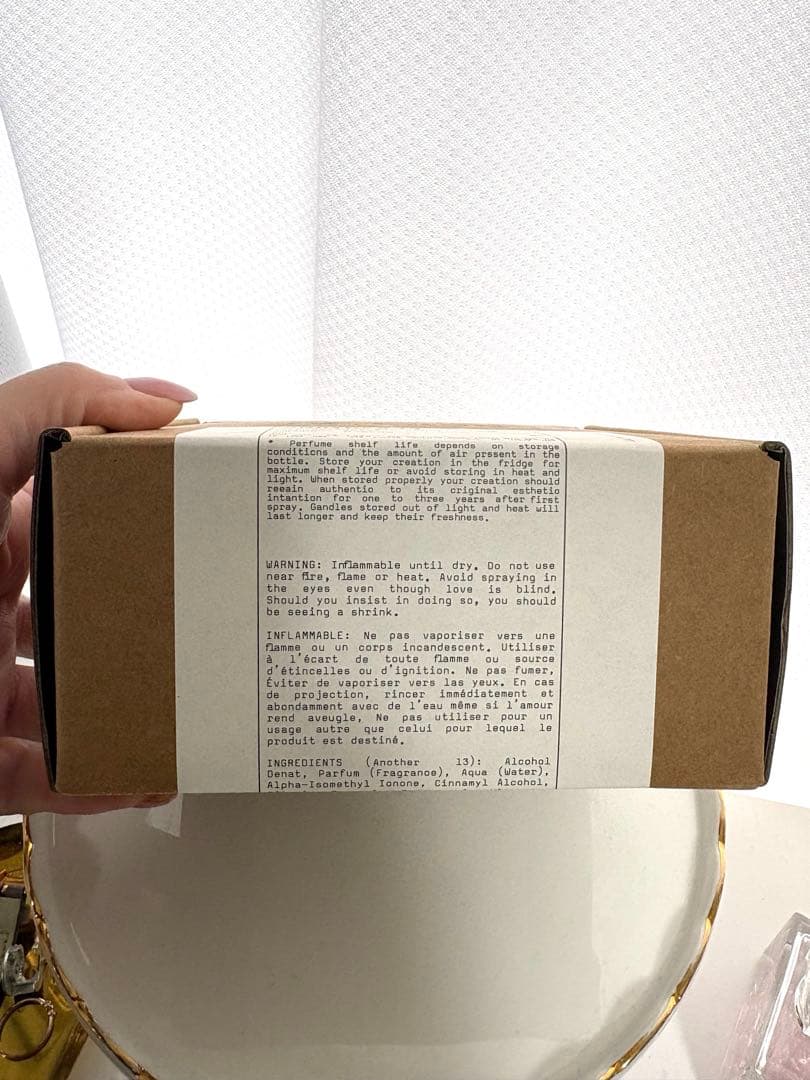 * Perfume shelf life depends on storage
conditions and the amount of air prssent in the
bottle. Store your creation in the fridge for
maximum shelf life or avoid storing in heat and
light. When stored properly your creation should
reeain authentio to its original esthetio
intantion for one to three years after first
spray. Gandles stored out of light and heat will
last longer and keep their freshness.
WARNING: Inflammable until dry. Do not use
near fire, flame or heat. Avoid spraying in
the eyes even though love is blind.
Should you insist in doing so, you should
be seeing a shrink.
INFLAMMABLE: Ne pas vaporiser vers une
flamme ou un corps incandescent. Utiliser
à l'écart de toute flamme ou source
d'étincelles ou d'ignition. Ne pas fumer,
Éviter de vaporiser vers las yeux. En cas
de projection, rincer immédiatement et
abondamment avec de l'eau même si l'amour
rend aveugle, Ne pas utiliser pour un
usage autre que celui pour lequel le
produit est destiné.
INGREDIENTS (Another 13): Alcohol
Denat, Parfum (Fragranoe), Aqua (Water),
Alpha-Isomethyl Ionone, Cinnamyl Alcohol,